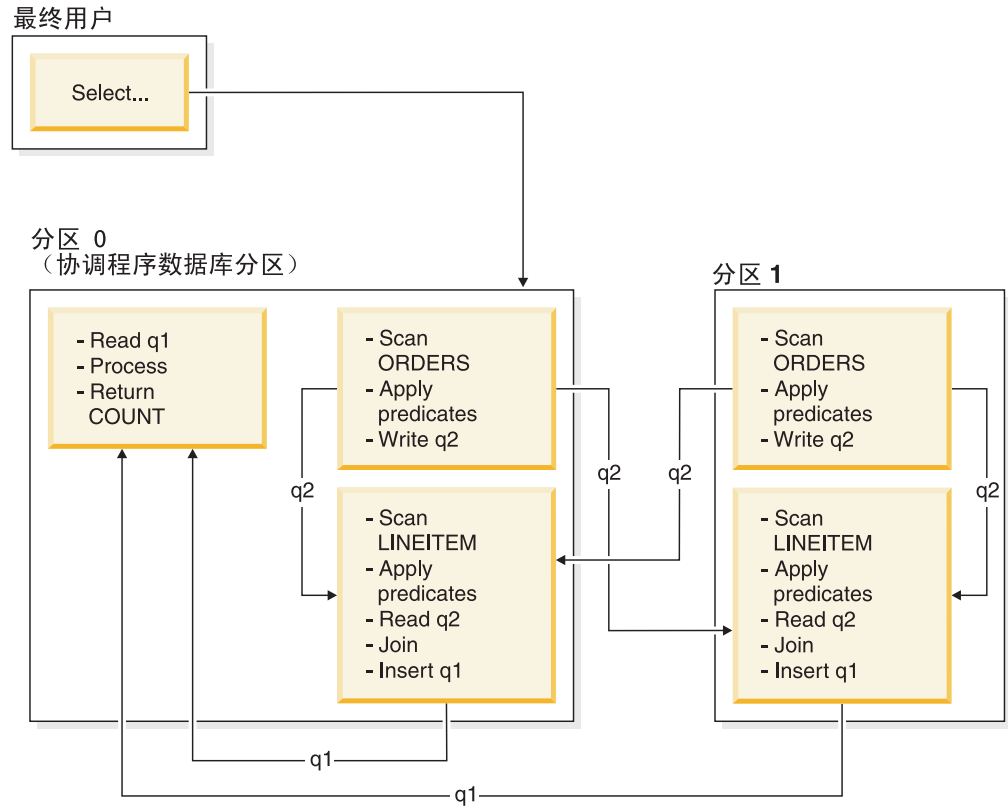 最终用户
Select...
分区 0
（协调程序数据库分区）
- Read q1
- Process
- Return
COUNT
- Scan
ORDERS
- Apply
predicates
- Write q2
q2
- Scan
LINEITEM
- Apply
predicates
- Read q2
- Join
- Insert q1
q2
q2
分区 1
- Scan
ORDERS
- Apply
predicates
- Write q2
q2
- Scan
LINEITEM
- Apply
predicates
- Read q2
- Join
- Insert q1
q1
q1